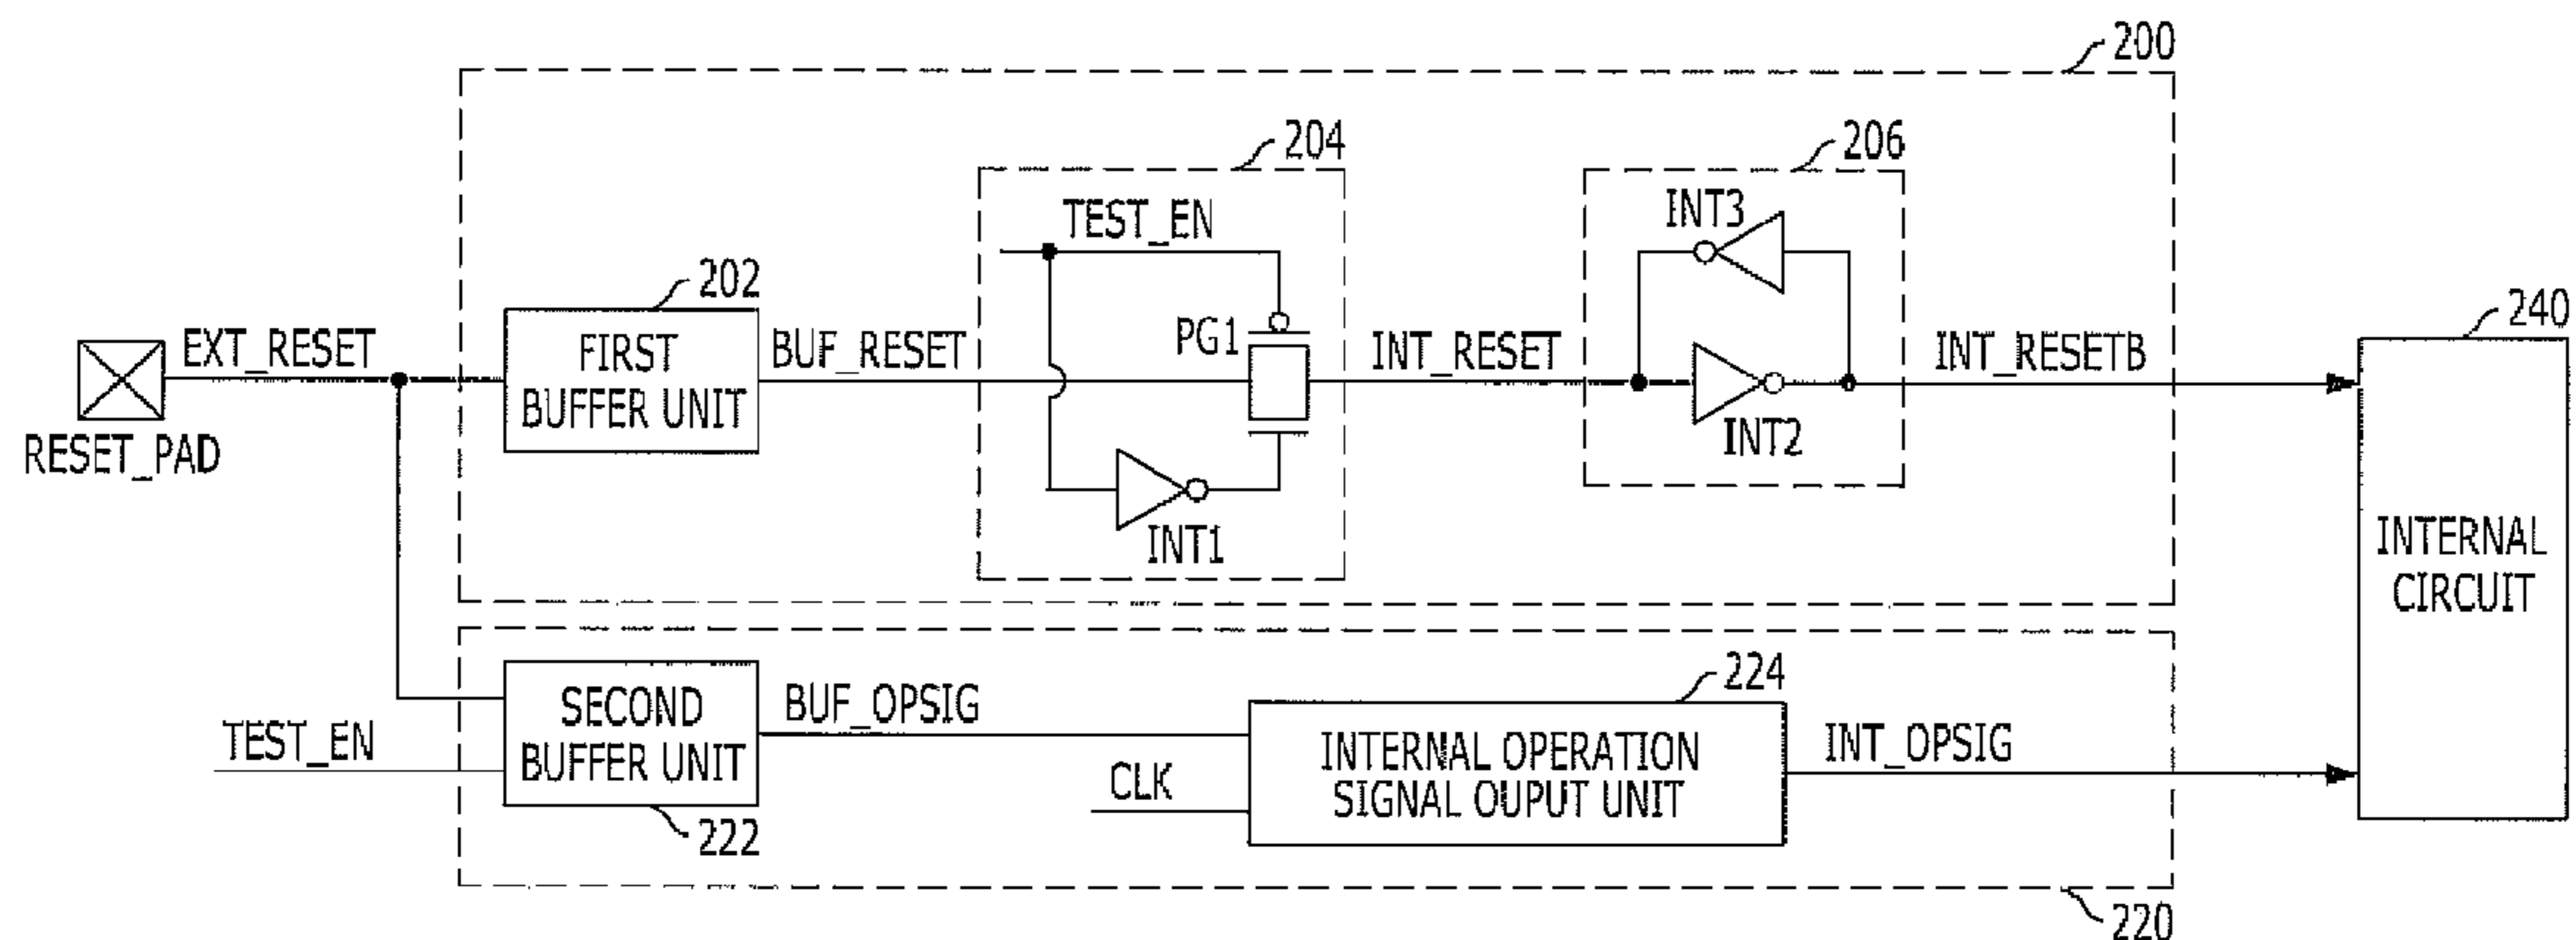 200
204
206
TEST_EN
INT3
202
240
EXT_RESET
FIRST
BUFFER UNIT
BUF_RESET
PG1
INT_RESET
INT_RESETB
RESET_PAD
INT2
INT1
INTERNAL
CIRCUIT
224
SECOND
BUFFER UNIT
BUF_OPSIG
TEST_EN
INTERNAL OPERATION
SIGNAL OUPUT UNIT
INT_OPSIG
CLK
222
220